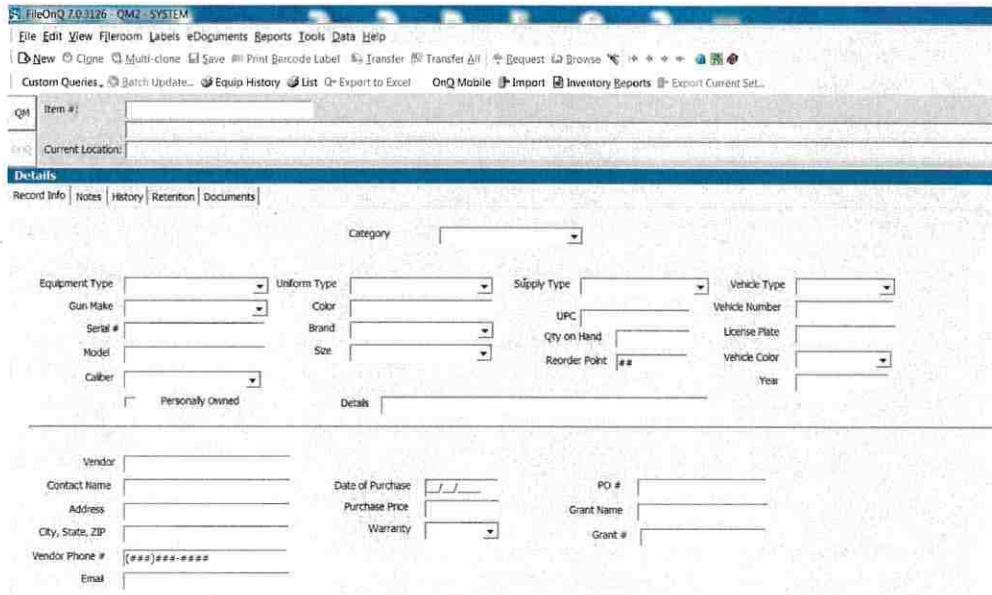 FileOnQ 7.0.3126 - QM2 - SYSTEM
File Edit View Fileroom Labels eDocuments Reports Tools Data Help
New Clone Multi-clone Save Print Barcode Label Transfer Transfer All Request Browse
Custom Queries Batch Update... Equip History List Export to Excel OnQ Mobile Import Inventory Reports Export Current Set...
QM Item #:
OnQ Current Location:
Details
Record Info Notes History Retention Documents
Category
Equipment Type Uniform Type Supply Type Vehicle Type
Gun Make Color UPC Vehicle Number
Serial # Brand Qty on Hand License Plate
Model Size Reorder Point ## Vehicle Color
Caliber Year
Personally Owned Details
Vendor
Contact Name Date of Purchase __/__/____ PO #
Address Purchase Price Grant Name
City, State, ZIP Warranty Grant #
Vendor Phone # (###)###-####
Email